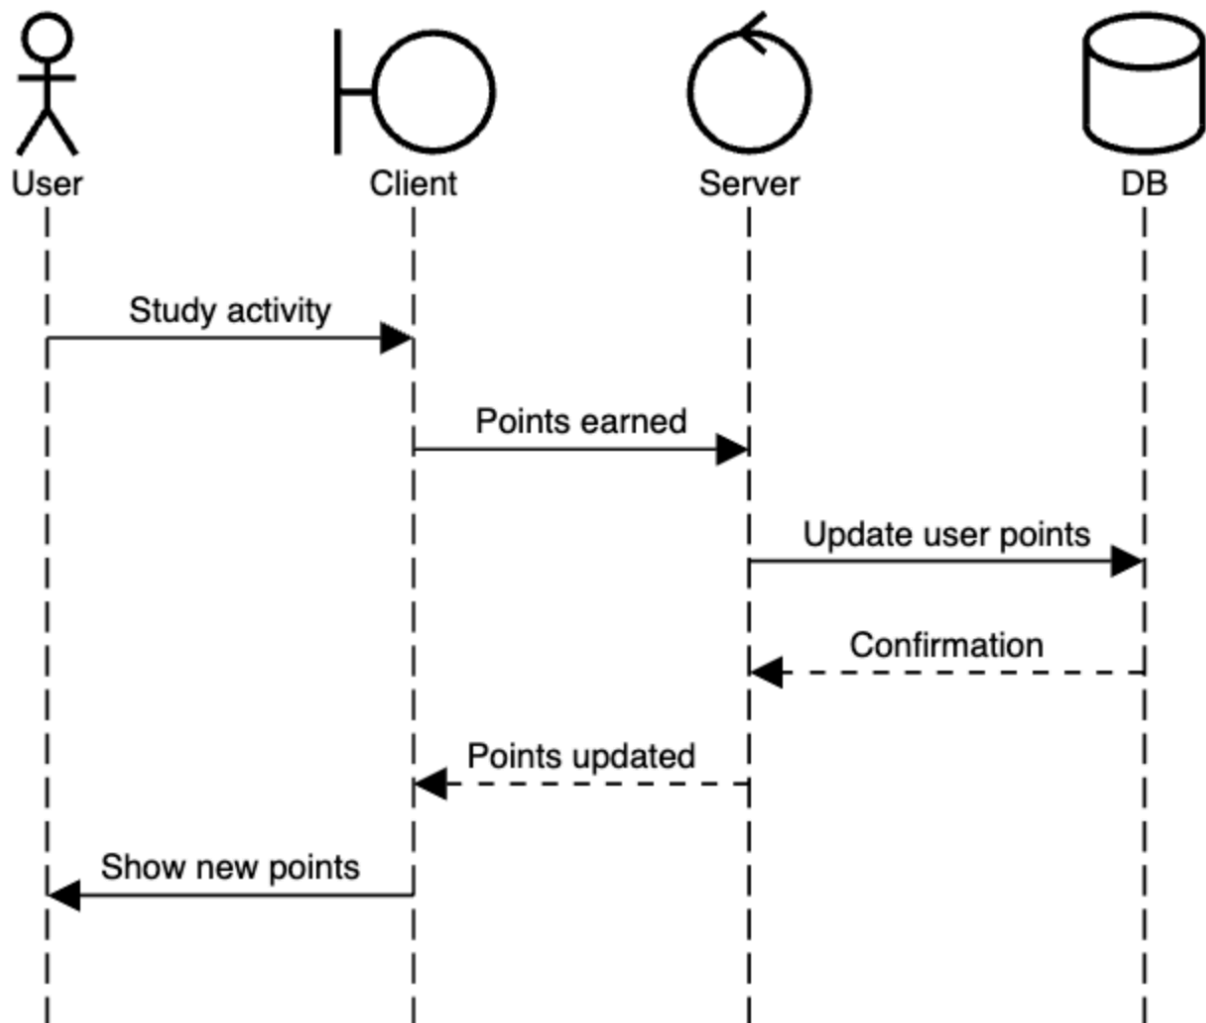 User
Client
Server
DB
Study activity
Points earned
Update user points
Confirmation
Points updated
Show new points